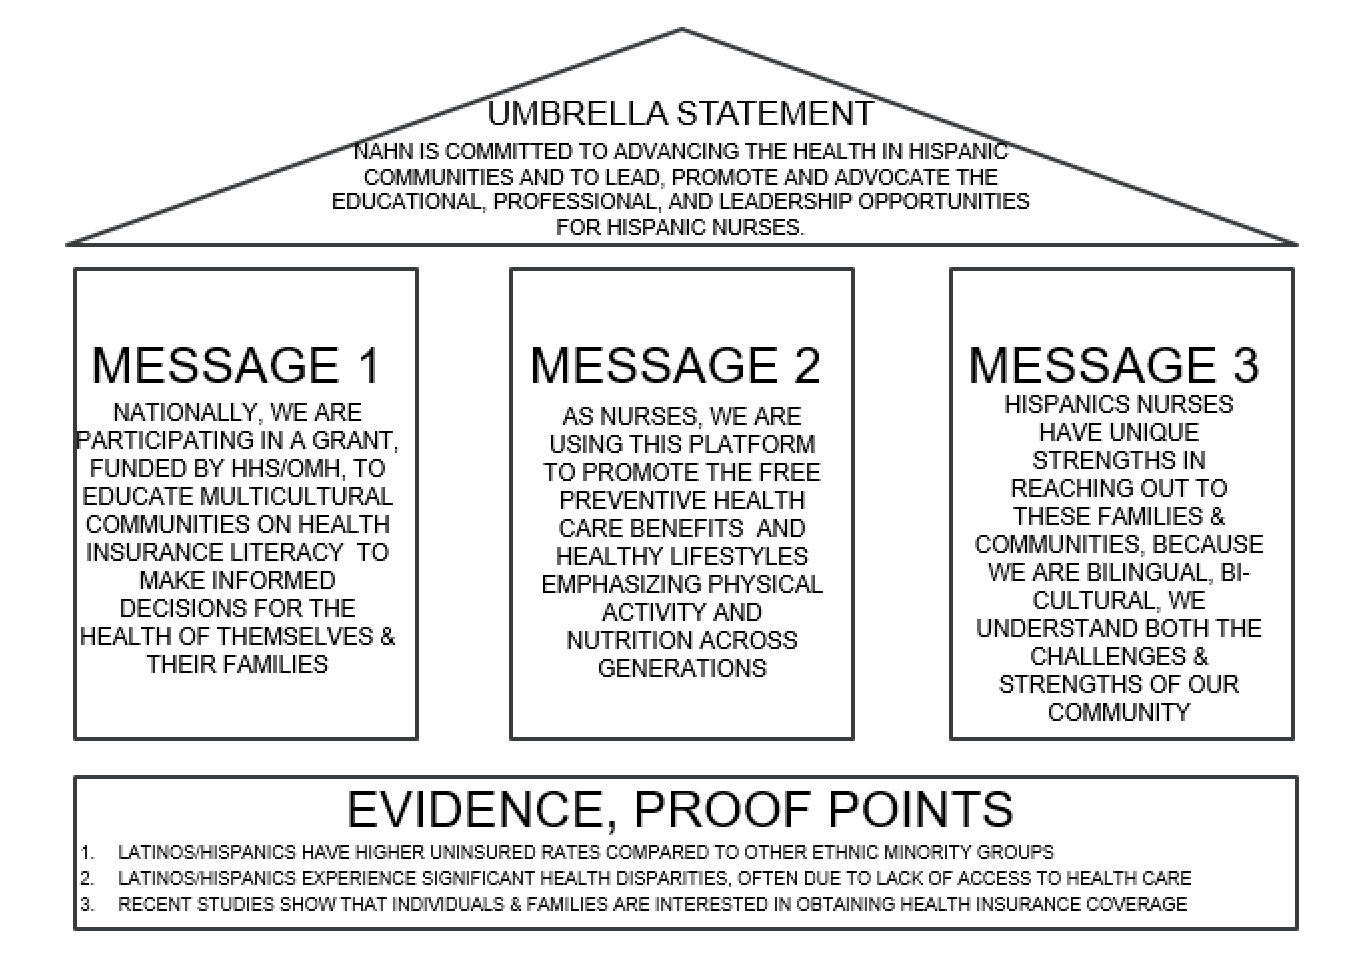 UMBRELLA STATEMENT
NAHN IS COMMITTED TO ADVANCING THE HEALTH IN HISPANIC
COMMUNITIES AND TO LEAD, PROMOTE AND ADVOCATE THE
EDUCATIONAL, PROFESSIONAL, AND LEADERSHIP OPPORTUNITIES
FOR HISPANIC NURSES.
MESSAGE 1
NATIONALLY, WE ARE
PARTICIPATING IN A GRANT,
FUNDED BY HHS/OMH, TO
EDUCATE MULTICULTURAL
COMMUNITIES ON HEALTH
INSURANCE LITERACY  TO
MAKE INFORMED
DECISIONS FOR THE
HEALTH OF THEMSELVES &
THEIR FAMILIES
MESSAGE 2
AS NURSES, WE ARE
USING THIS PLATFORM
TO PROMOTE THE FREE
PREVENTIVE HEALTH
CARE BENEFITS  AND
HEALTHY LIFESTYLES
EMPHASIZING PHYSICAL
ACTIVITY AND
NUTRITION ACROSS
GENERATIONS
MESSAGE 3
HISPANICS NURSES
HAVE UNIQUE
STRENGTHS IN
REACHING OUT TO
THESE FAMILIES &
COMMUNITIES, BECAUSE
WE ARE BILINGUAL, BI-
CULTURAL, WE
UNDERSTAND BOTH THE
CHALLENGES &
STRENGTHS OF OUR
COMMUNITY
EVIDENCE, PROOF POINTS
1. LATINOS/HISPANICS HAVE HIGHER UNINSURED RATES COMPARED TO OTHER ETHNIC MINORITY GROUPS
2. LATINOS/HISPANICS EXPERIENCE SIGNIFICANT HEALTH DISPARITIES, OFTEN DUE TO LACK OF ACCESS TO HEALTH CARE
3. RECENT STUDIES SHOW THAT INDIVIDUALS & FAMILIES ARE INTERESTED IN OBTAINING HEALTH INSURANCE COVERAGE